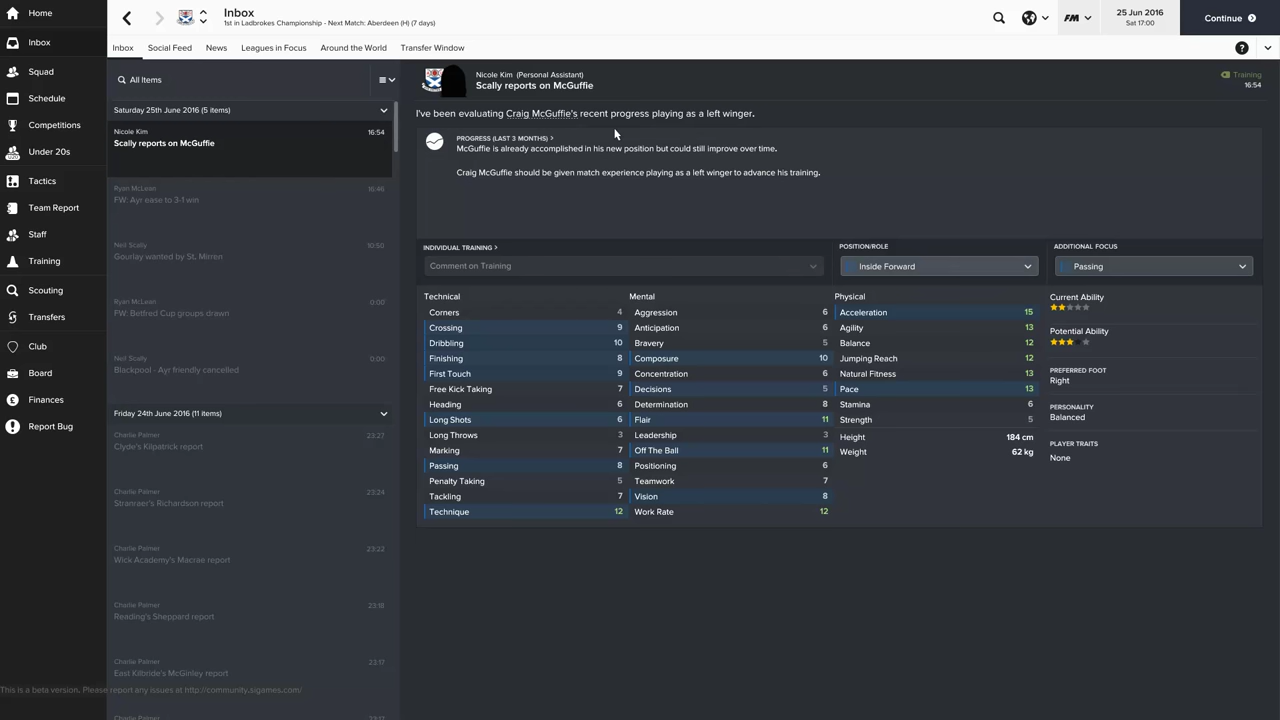 Home
Inbox
Squad
Schedule
Competitions
Under 20s
Tactics
Team Report
Staff
Training
Scouting
Transfers
Club
Board
Finances
Report Bug
Inbox
1st in Ladbrokes Championship - Next Match: Aberdeen (H) (7 days)
FM
25 Jun 2016
Sat 17:00
Continue
Inbox Social Feed News Leagues in Focus Around the World Transfer Window
?
All Items
Saturday 25th June 2016 (5 items)
Nicole Kim 16:54
Scally reports on McGuffie
Ryan McLean 16:46
FW: Ayr ease to 3-1 win
Neil Scally 10:50
Gourlay wanted by St. Mirren
Ryan McLean 0:00
FW: Betfred Cup groups drawn
Neil Scally 0:00
Blackpool - Ayr friendly cancelled
Friday 24th June 2016 (11 items)
Charlie Palmer 23:27
Clyde's Kilpatrick report
Charlie Palmer 23:24
Stranraer's Richardson report
Charlie Palmer 23:22
Wick Academy's Macrae report
Charlie Palmer 23:18
Reading's Sheppard report
Charlie Palmer 23:17
East Kilbride's McGinley report
Charlie Palmer 23:17
This is a beta version. Please report any issues at http://community.sigames.com/
Nicole Kim (Personal Assistant)
Scally reports on McGuffie
Training
16:54
I've been evaluating Craig McGuffie's recent progress playing as a left winger.
PROGRESS (LAST 3 MONTHS) >
McGuffie is already accomplished in his new position but could still improve over time.
Craig McGuffie should be given match experience playing as a left winger to advance his training.
INDIVIDUAL TRAINING >
Comment on Training
POSITION/ROLE
Inside Forward
ADDITIONAL FOCUS
Passing
Technical
Corners 4
Crossing 9
Dribbling 10
Finishing 8
First Touch 9
Free Kick Taking 7
Heading 6
Long Shots 6
Long Throws 3
Marking 7
Passing 8
Penalty Taking 5
Tackling 7
Technique 12
Mental
Aggression 6
Anticipation 6
Bravery 5
Composure 10
Concentration 6
Decisions 5
Determination 8
Flair 11
Leadership 3
Off The Ball 11
Positioning 6
Teamwork 7
Vision 8
Work Rate 12
Physical
Acceleration 15
Agility 13
Balance 12
Jumping Reach 12
Natural Fitness 13
Pace 13
Stamina 6
Strength 5
Height 184 cm
Weight 62 kg
Current Ability
Potential Ability
PREFERRED FOOT
Right
PERSONALITY
Balanced
PLAYER TRAITS
None